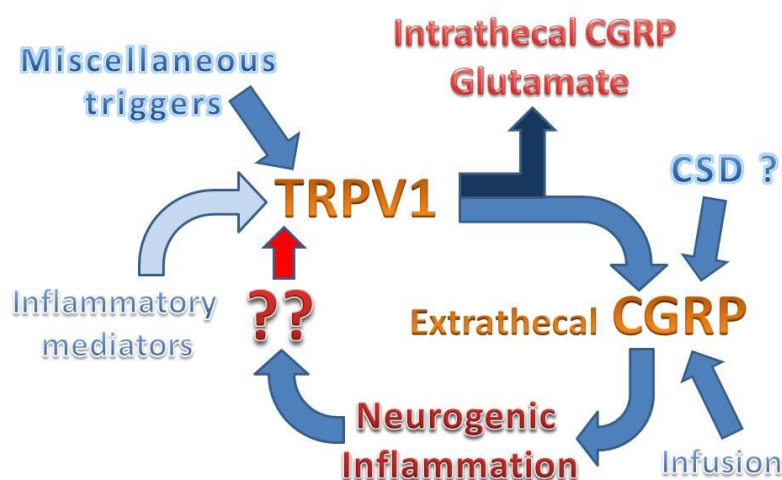 Intrathecal CGRP
Glutamate
Miscellaneous
triggers
CSD ?
TRPV1
Inflammatory
mediators
??
Extrathecal CGRP
Neurogenic
Inflammation
Infusion